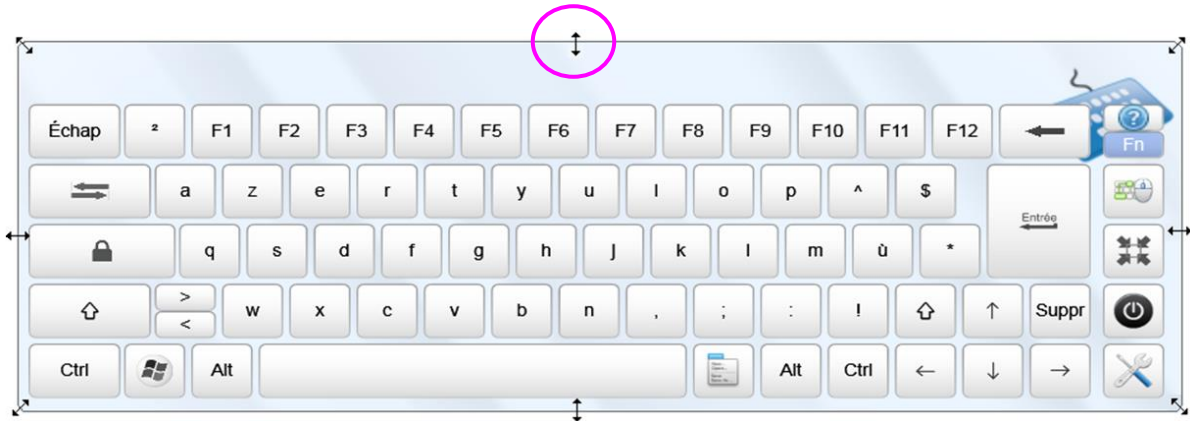 Échap ² F1 F2 F3 F4 F5 F6 F7 F8 F9 F10 F11 F12
Fn
a z e r t y u I o p ^ $
Entrée
q s d f g h J k l m ù *
>
<
w x c v b n , ; : ! Suppr
Ctrl Alt Alt Ctrl